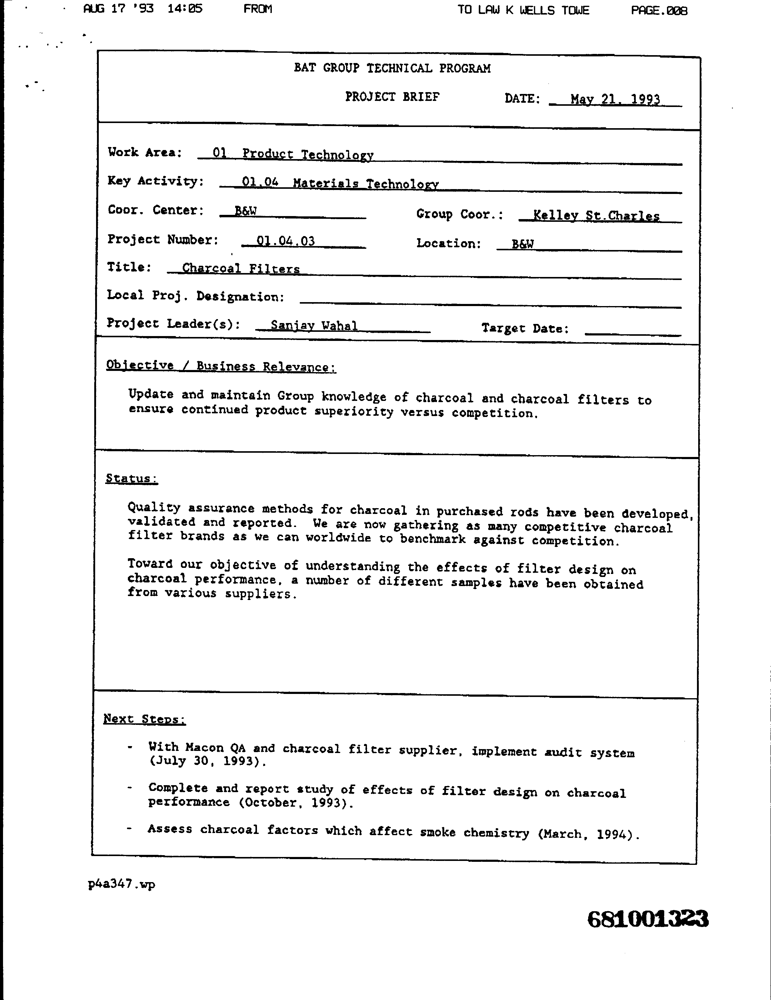 AUG 17 '93 14:05 FROM TO LAW K WELLS TOWE PAGE.008
BAT GROUP TECHNICAL PROGRAM
PROJECT BRIEF DATE: May 21, 1993
Work Area: 01 Product Technology
Key Activity: 01.04 Materials Technology
Coor. Center: B&W Group Coor.: Kelley St.Charles
Project Number: 01.04.03 Location: B&W
Title: Charcoal Filters
Local Proj. Designation:
Project Leader(s): Sanjay Wahal Target Date:
Objective / Business Relevance:
Update and maintain Group knowledge of charcoal and charcoal filters to
ensure continued product superiority versus competition.
Status:
Quality assurance methods for charcoal in purchased rods have been developed,
validated and reported. We are now gathering as many competitive charcoal
filter brands as we can worldwide to benchmark against competition.
Toward our objective of understanding the effects of filter design on
charcoal performance, a number of different samples have been obtained
from various suppliers.
Next Steps:
- With Macon QA and charcoal filter supplier, implement audit system
(July 30, 1993).
- Complete and report study of effects of filter design on charcoal
performance (October, 1993).
- Assess charcoal factors which affect smoke chemistry (March, 1994).
p4a347.wp
681001323